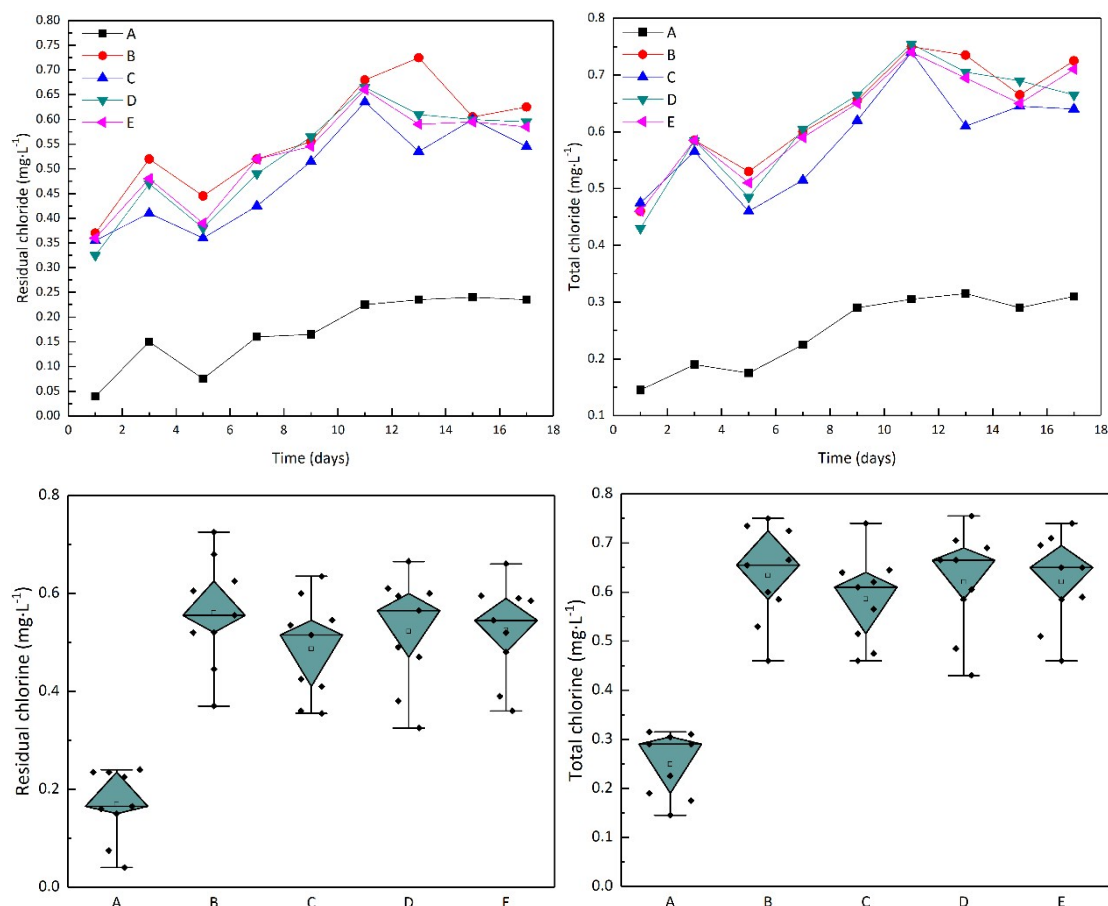 0.80
0.75
0.70
0.65
0.60
0.55
0.50
0.45
0.40
0.35
0.30
0.25
0.20
0.15
0.10
0.05
0.00
Residual chloride (mg·L⁻¹)
A
B
C
D
E
0 2 4 6 8 10 12 14 16 18
Time (days)
0.8
0.7
0.6
0.5
0.4
0.3
0.2
0.1
Total chloride (mg·L⁻¹)
A
B
C
D
E
0 2 4 6 8 10 12 14 16 18
Time (days)
0.8
0.6
0.4
0.2
0.0
Residual chlorine (mg·L⁻¹)
A B C D E
0.8
0.7
0.6
0.5
0.4
0.3
0.2
0.1
0.0
Total chlorine (mg·L⁻¹)
A B C D E